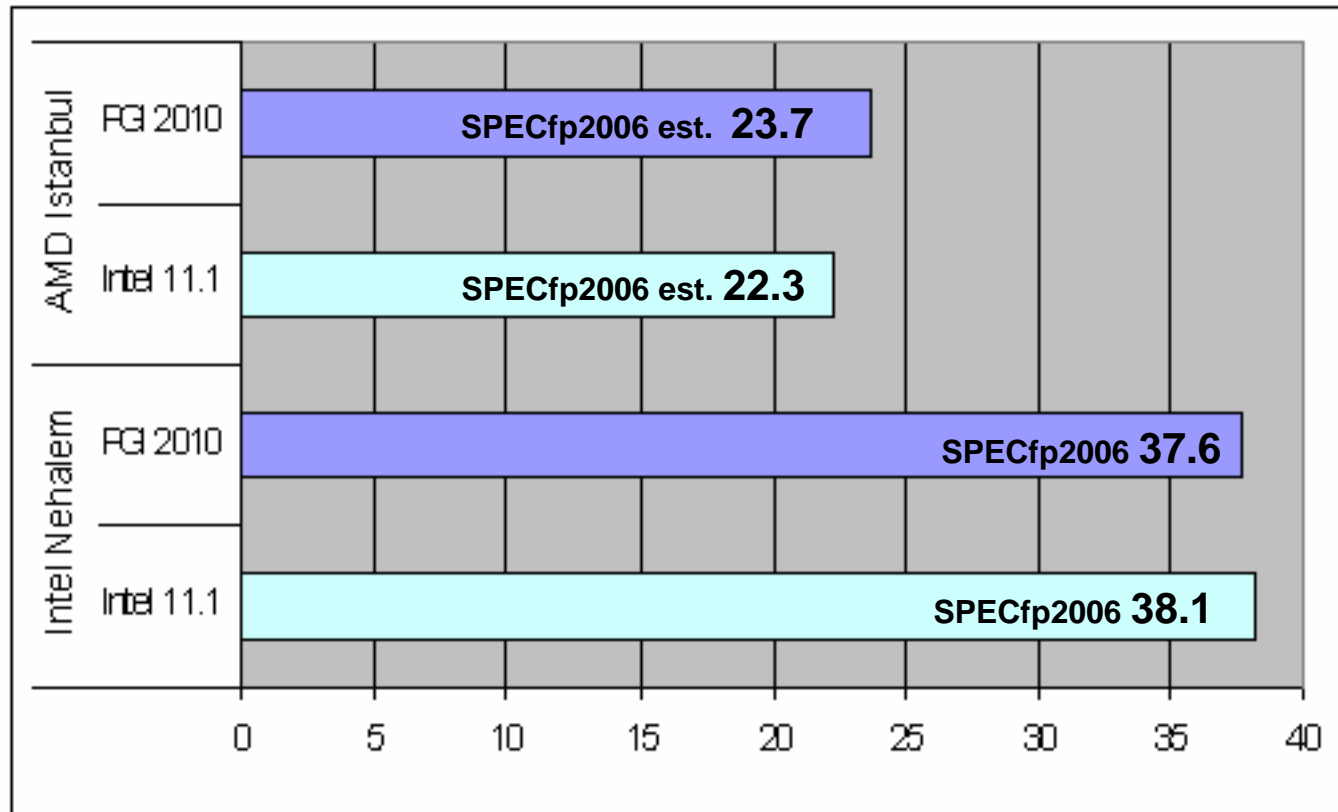 AMD Istanbul
PGI 2010
SPECfp2006 est. 23.7
Intel 11.1
SPECfp2006 est. 22.3
Intel Nehalem
PGI 2010
SPECfp2006 37.6
Intel 11.1
SPECfp2006 38.1
0 5 10 15 20 25 30 35 40